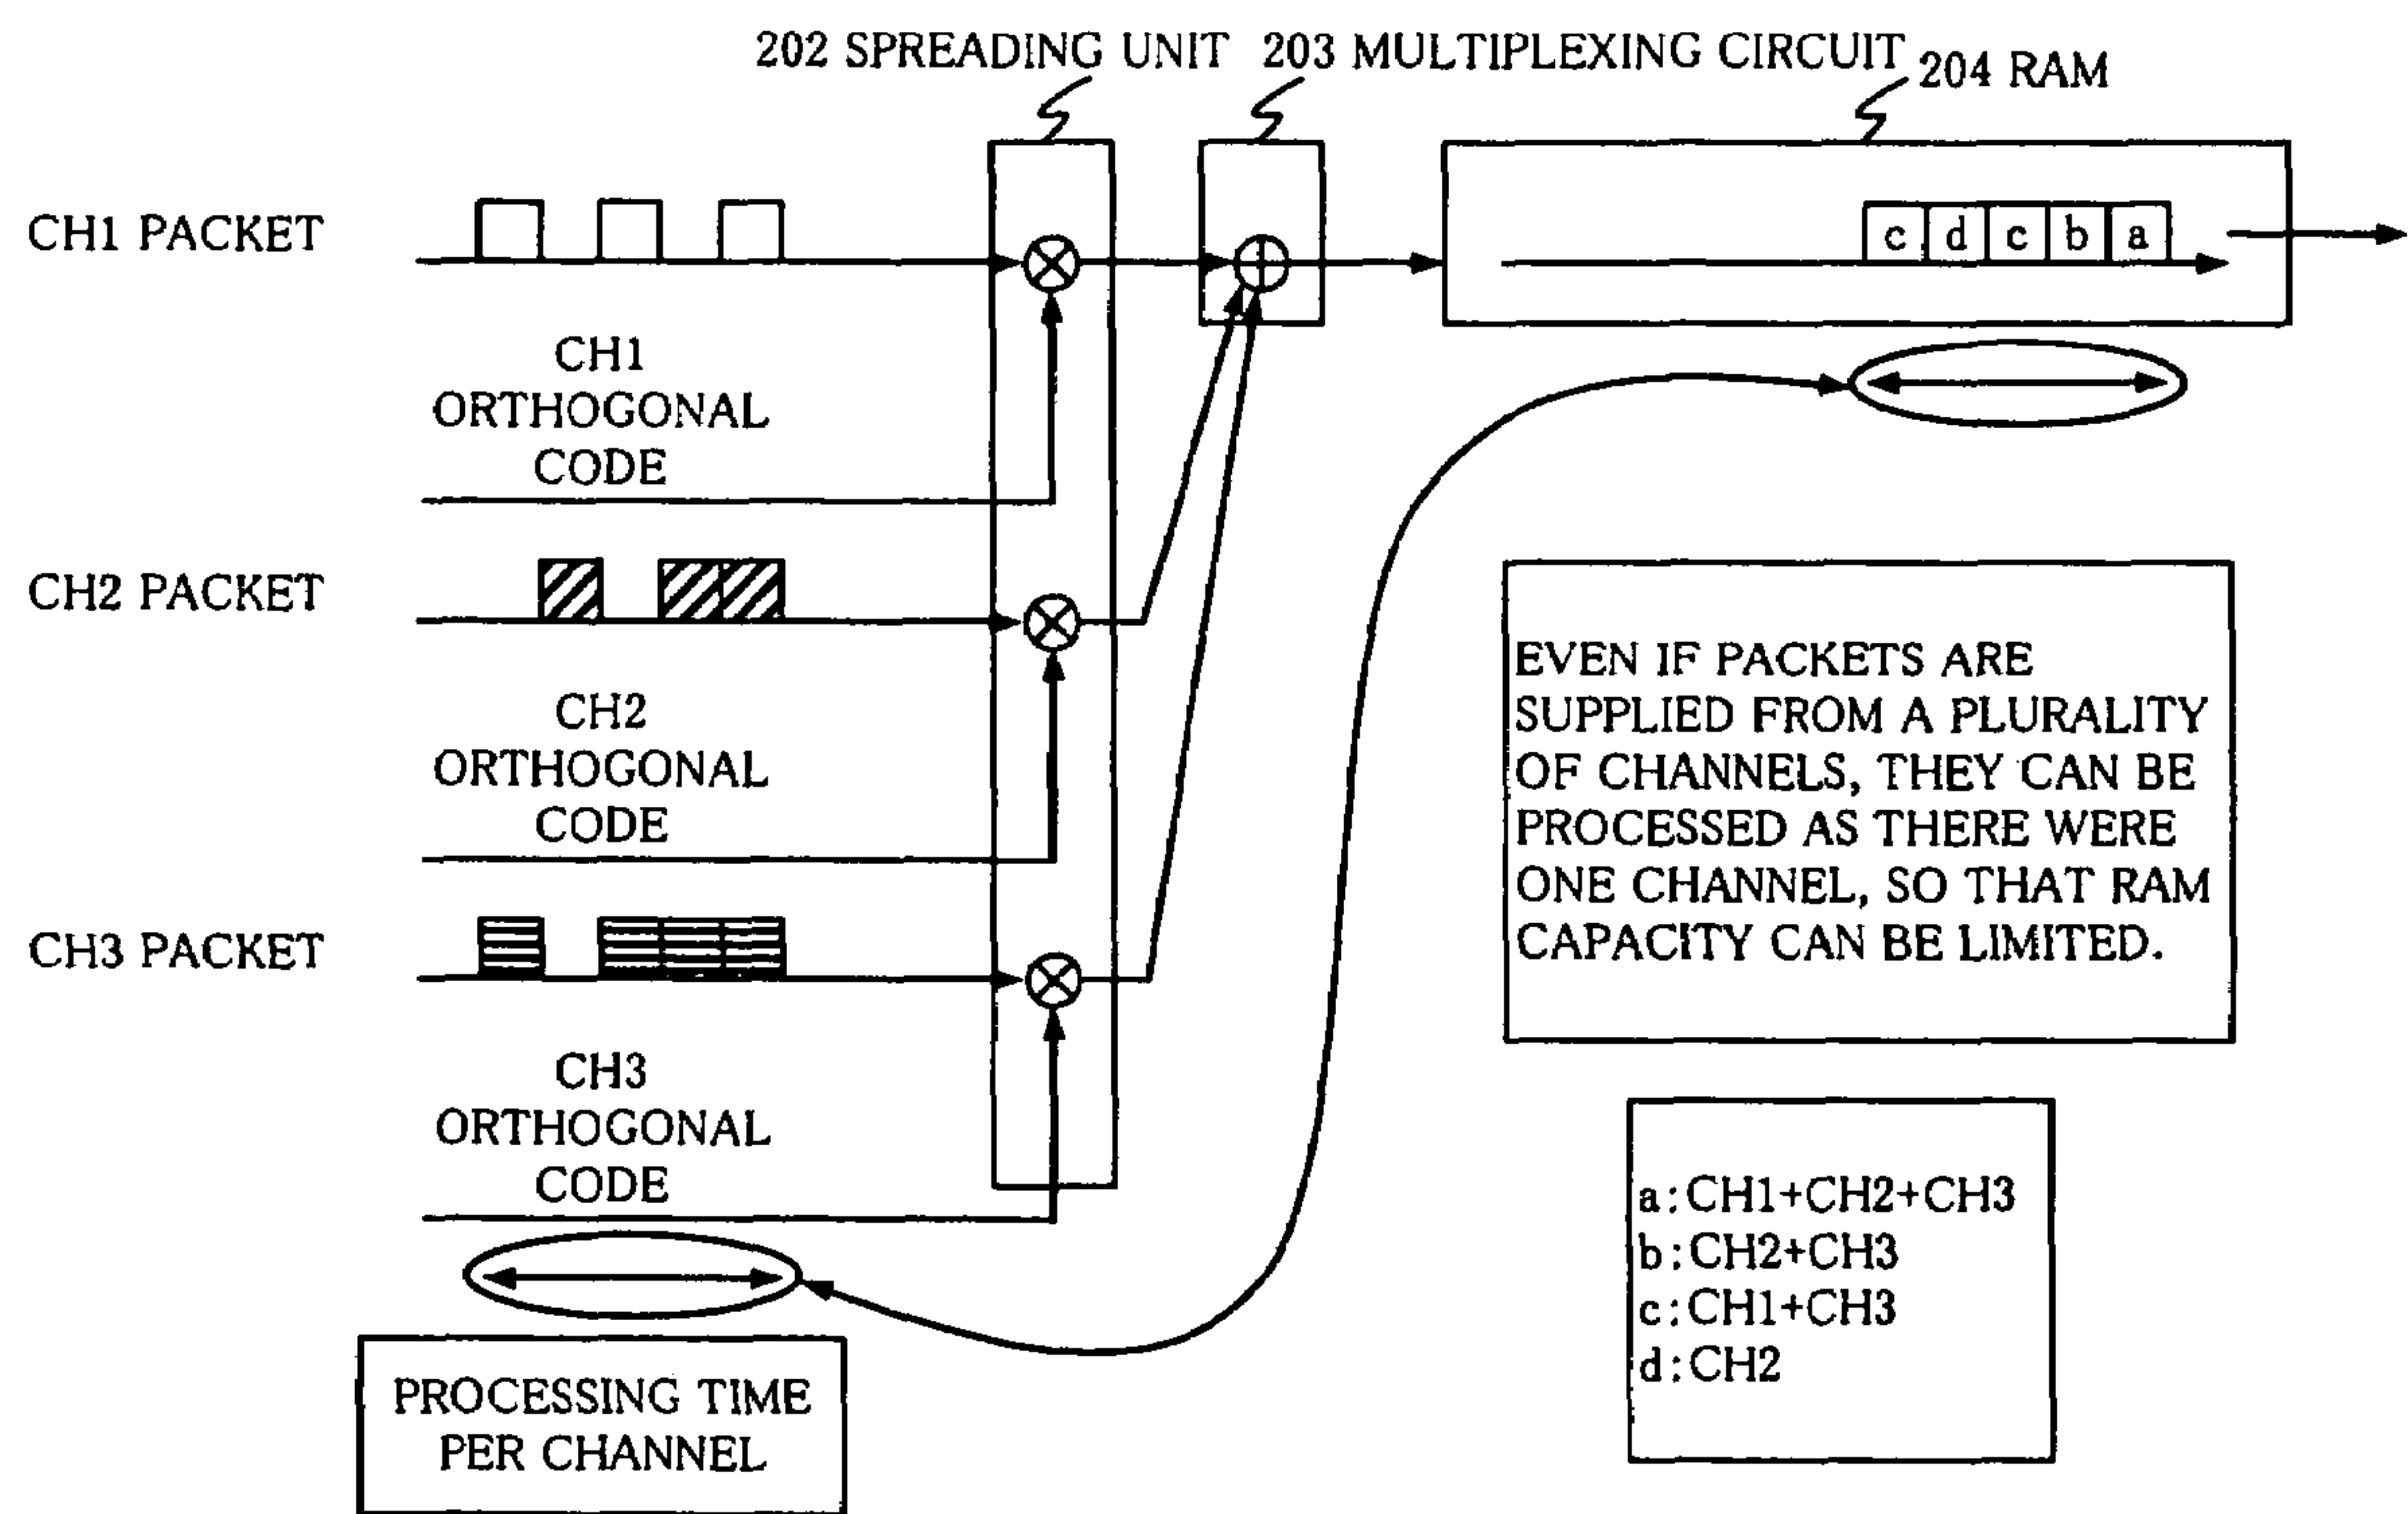 202 SPREADING UNIT
203 MULTIPLEXING CIRCUIT
204 RAM
CH1 PACKET
c d c b a
CH1
ORTHOGONAL
CODE
CH2 PACKET
CH2
ORTHOGONAL
CODE
EVEN IF PACKETS ARE
SUPPLIED FROM A PLURALITY
OF CHANNELS, THEY CAN BE
PROCESSED AS THERE WERE
ONE CHANNEL, SO THAT RAM
CAPACITY CAN BE LIMITED.
CH3 PACKET
CH3
ORTHOGONAL
CODE
a:CH1+CH2+CH3
b:CH2+CH3
c:CH1+CH3
d:CH2
PROCESSING TIME
PER CHANNEL